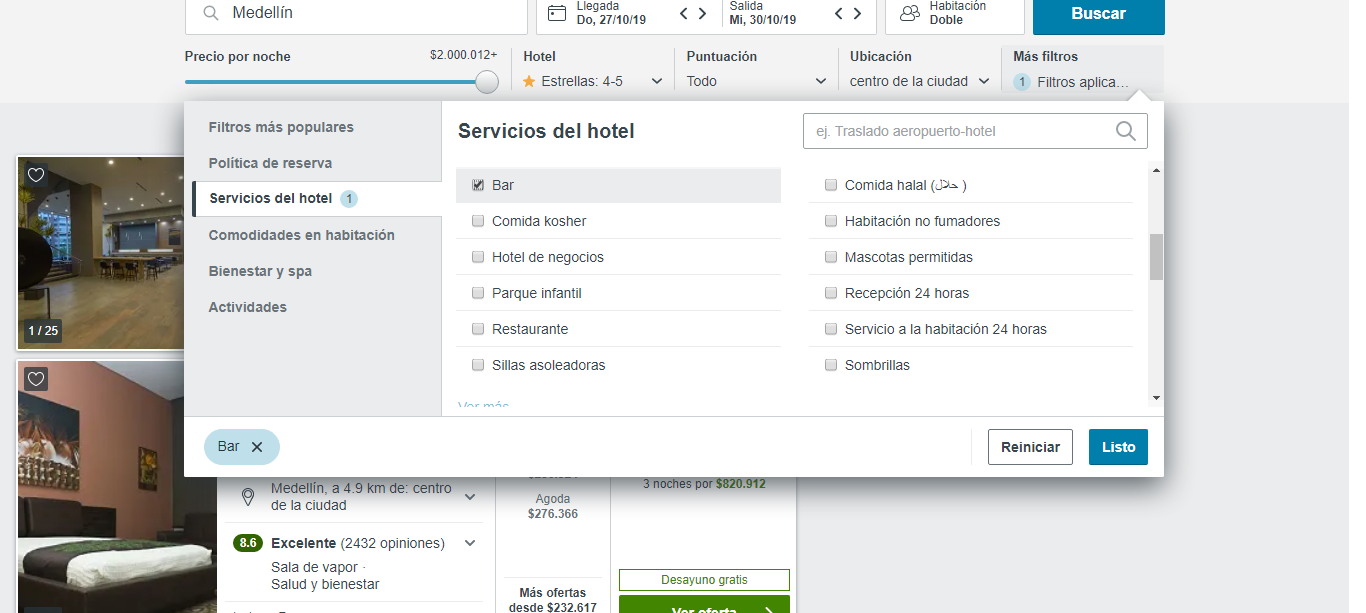 Medellín
Llegada
Do, 27/10/19
Salida
Mi, 30/10/19
Habitación
Doble
Buscar
Precio por noche
$2.000.012+
Hotel
Estrellas: 4-5
Puntuación
Todo
Ubicación
centro de la ciudad
Más filtros
1 Filtros aplica...
Filtros más populares
Política de reserva
Servicios del hotel 1
Comodidades en habitación
Bienestar y spa
Actividades
Servicios del hotel
ej. Traslado aeropuerto-hotel
Bar
Comida halal (حلال)
Comida kosher
Habitación no fumadores
Hotel de negocios
Mascotas permitidas
Parque infantil
Recepción 24 horas
Restaurante
Servicio a la habitación 24 horas
Sillas asoleadoras
Sombrillas
Ver más
Bar
Reiniciar
Listo
1 / 25
Medellín, a 4.9 km de: centro
de la ciudad
8.6 Excelente (2432 opiniones)
Sala de vapor ·
Salud y bienestar
Agoda
$276.366
Más ofertas
desde $232.617
3 noches por $820.912
Desayuno gratis
Ver oferta